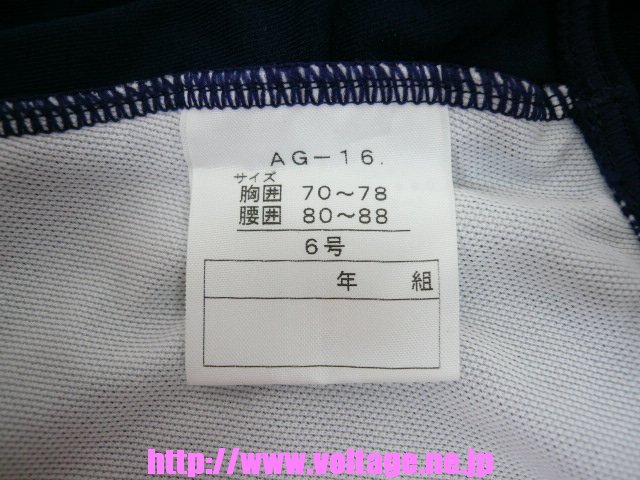 AG-16.
サイズ
胸囲 70~78
腰囲 80~88
6号
年 組
http://www.voltage.ne.jp